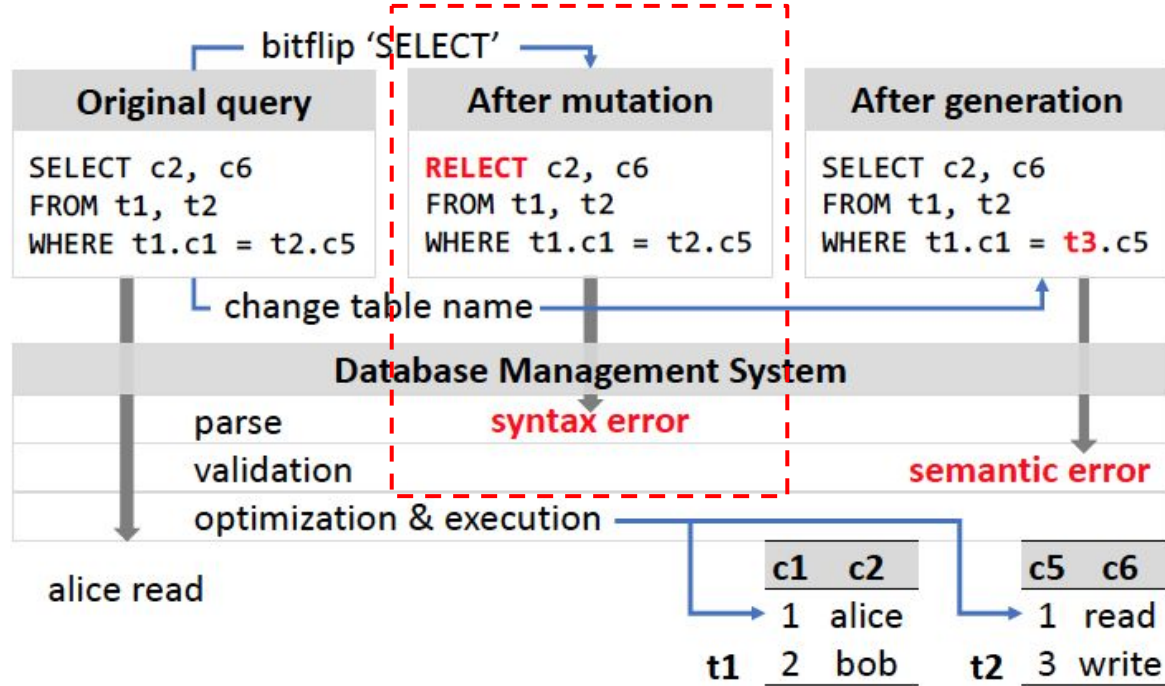 bitflip ‘SELECT’
Original query
SELECT c2, c6
FROM t1, t2
WHERE t1.c1 = t2.c5
After mutation
RELECT c2, c6
FROM t1, t2
WHERE t1.c1 = t2.c5
After generation
SELECT c2, c6
FROM t1, t2
WHERE t1.c1 = t3.c5
change table name
Database Management System
parse
syntax error
validation
semantic error
optimization & execution
alice read
t1
c1 c2
1 alice
2 bob
t2
c5 c6
1 read
3 write